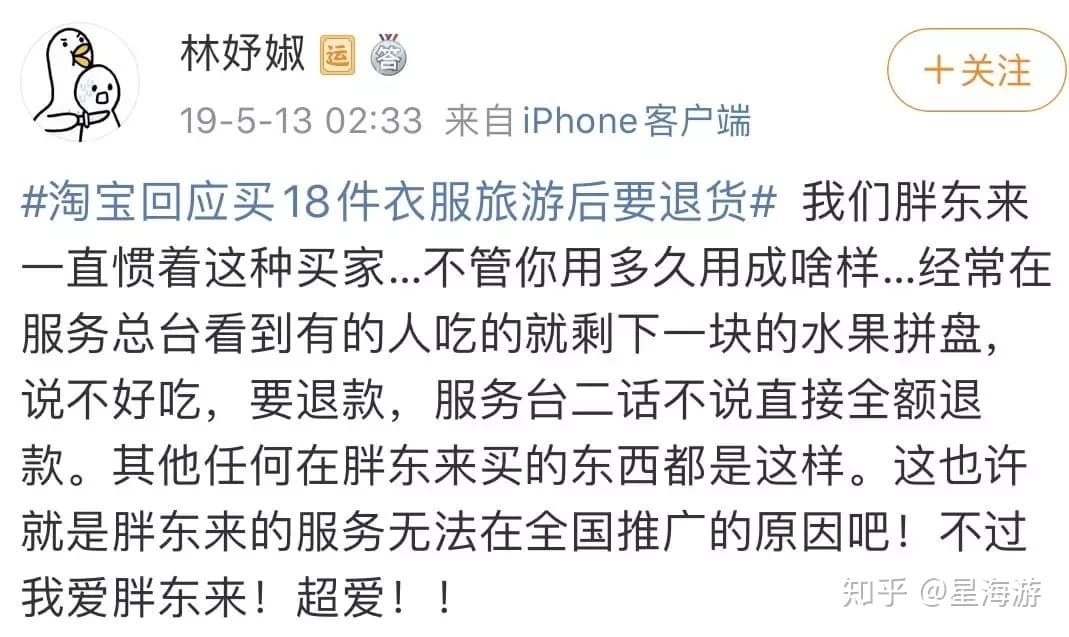 林妤婌 运 答
19-5-13 02:33 来自 iPhone客户端
+关注
#淘宝回应买18件衣服旅游后要退货# 我们胖东来
一直惯着这种买家...不管你用多久用成啥样...经常在
服务总台看到有的人吃的就剩下一块的水果拼盘，
说不好吃，要退款，服务台二话不说直接全额退
款。其他任何在胖东来买的东西都是这样。这也许
就是胖东来的服务无法在全国推广的原因吧！不过
我爱胖东来！超爱！！
知乎 @星海游